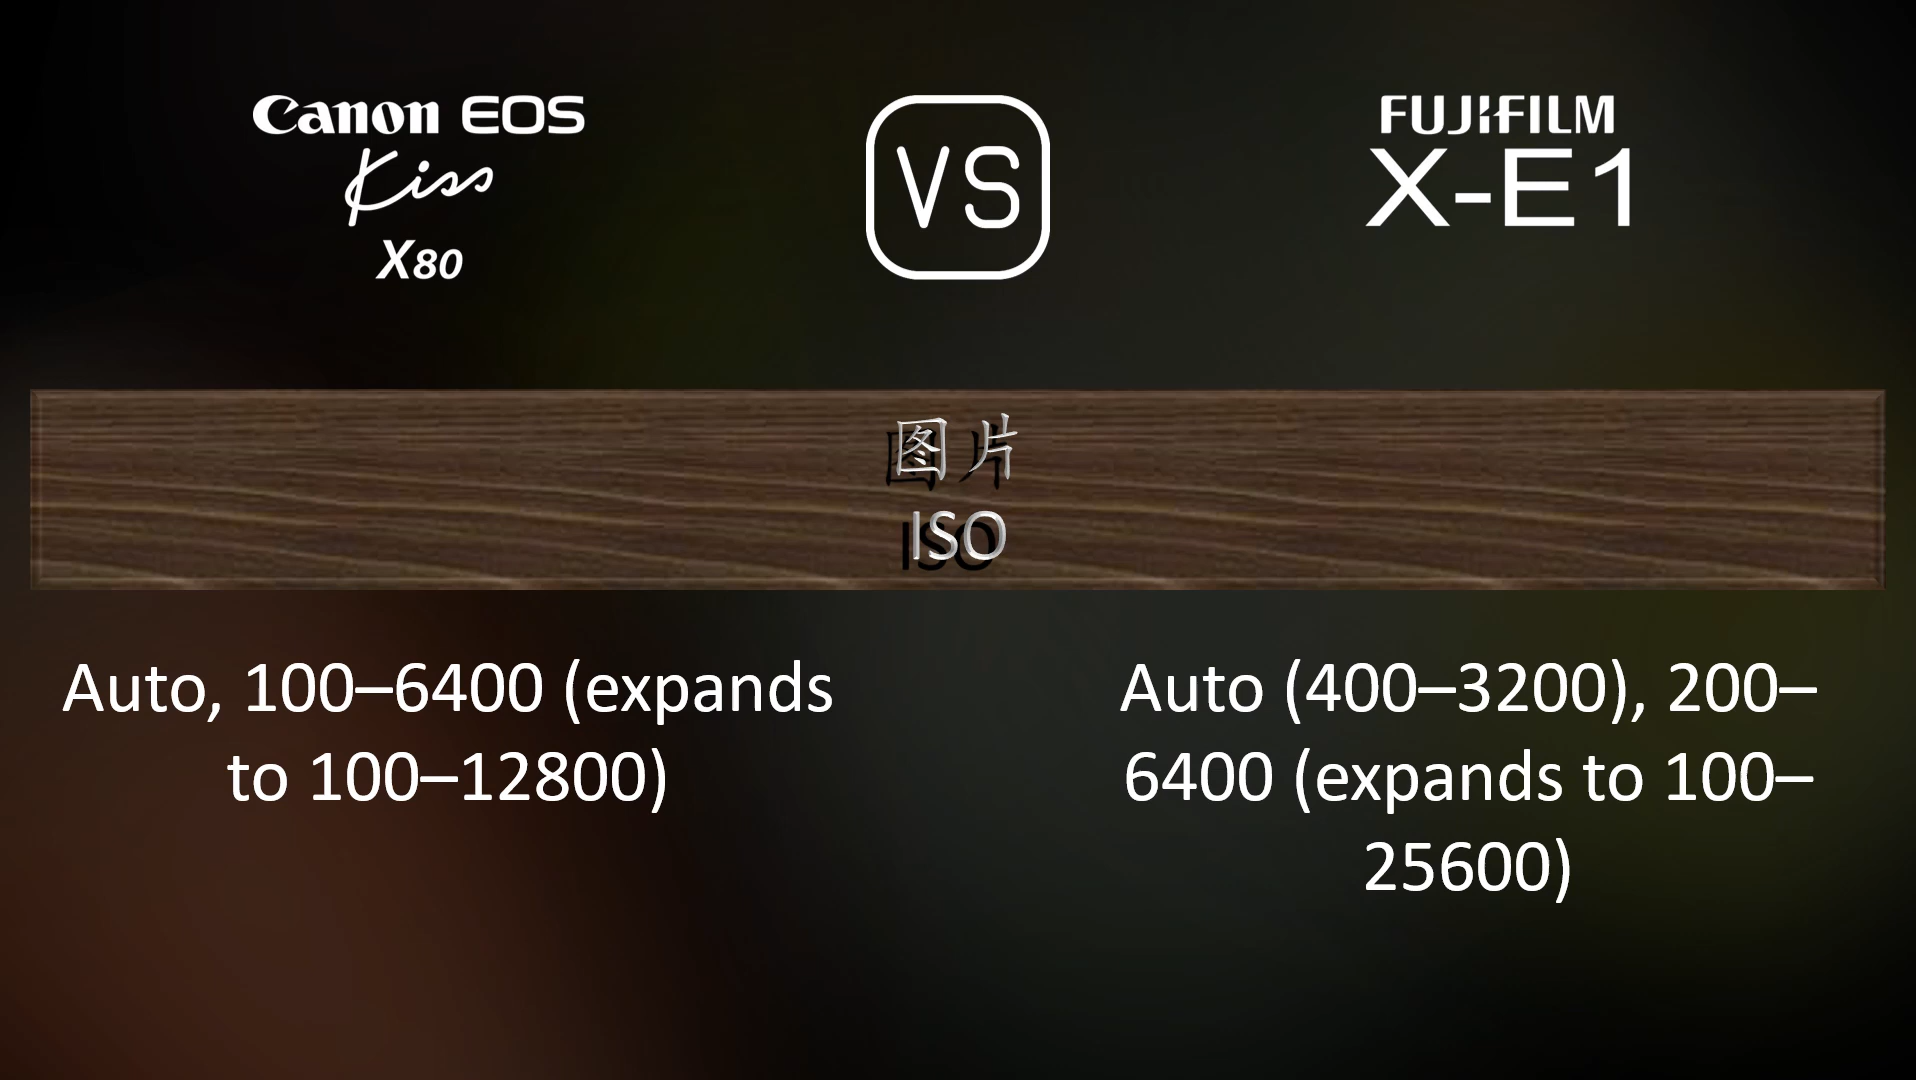 Canon EOS
Kiss
X80
VS
FUJIFILM
X-E1
图片
ISO
Auto, 100–6400 (expands
to 100–12800)
Auto (400–3200), 200–
6400 (expands to 100–
25600)